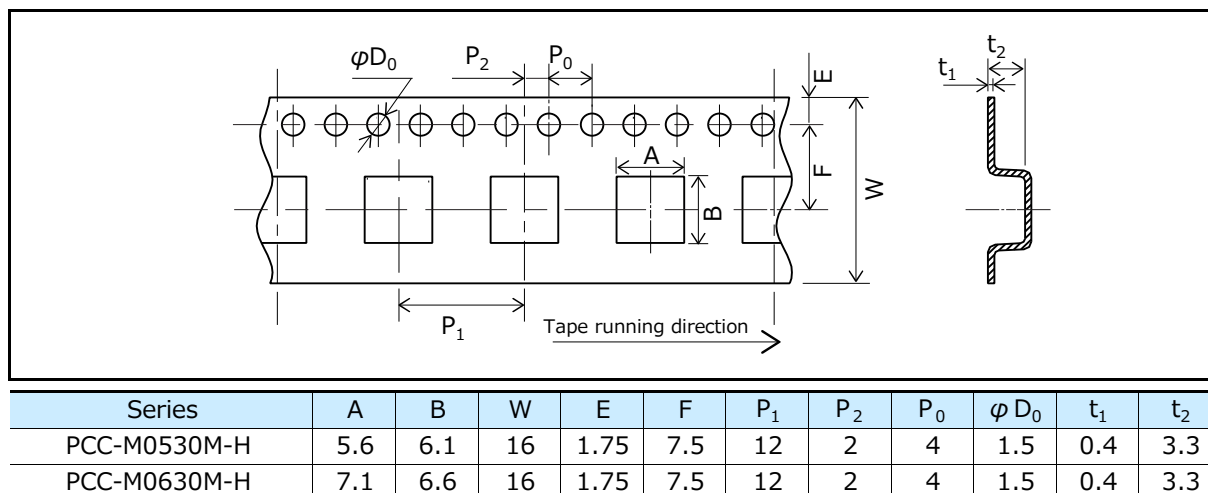 φD₀ P₂ P₀ E t₂
t₁
A
F
W
B
P₁
Tape running direction
Series A B W E F P₁ P₂ P₀ φ D₀ t₁ t₂
PCC-M0530M-H 5.6 6.1 16 1.75 7.5 12 2 4 1.5 0.4 3.3
PCC-M0630M-H 7.1 6.6 16 1.75 7.5 12 2 4 1.5 0.4 3.3